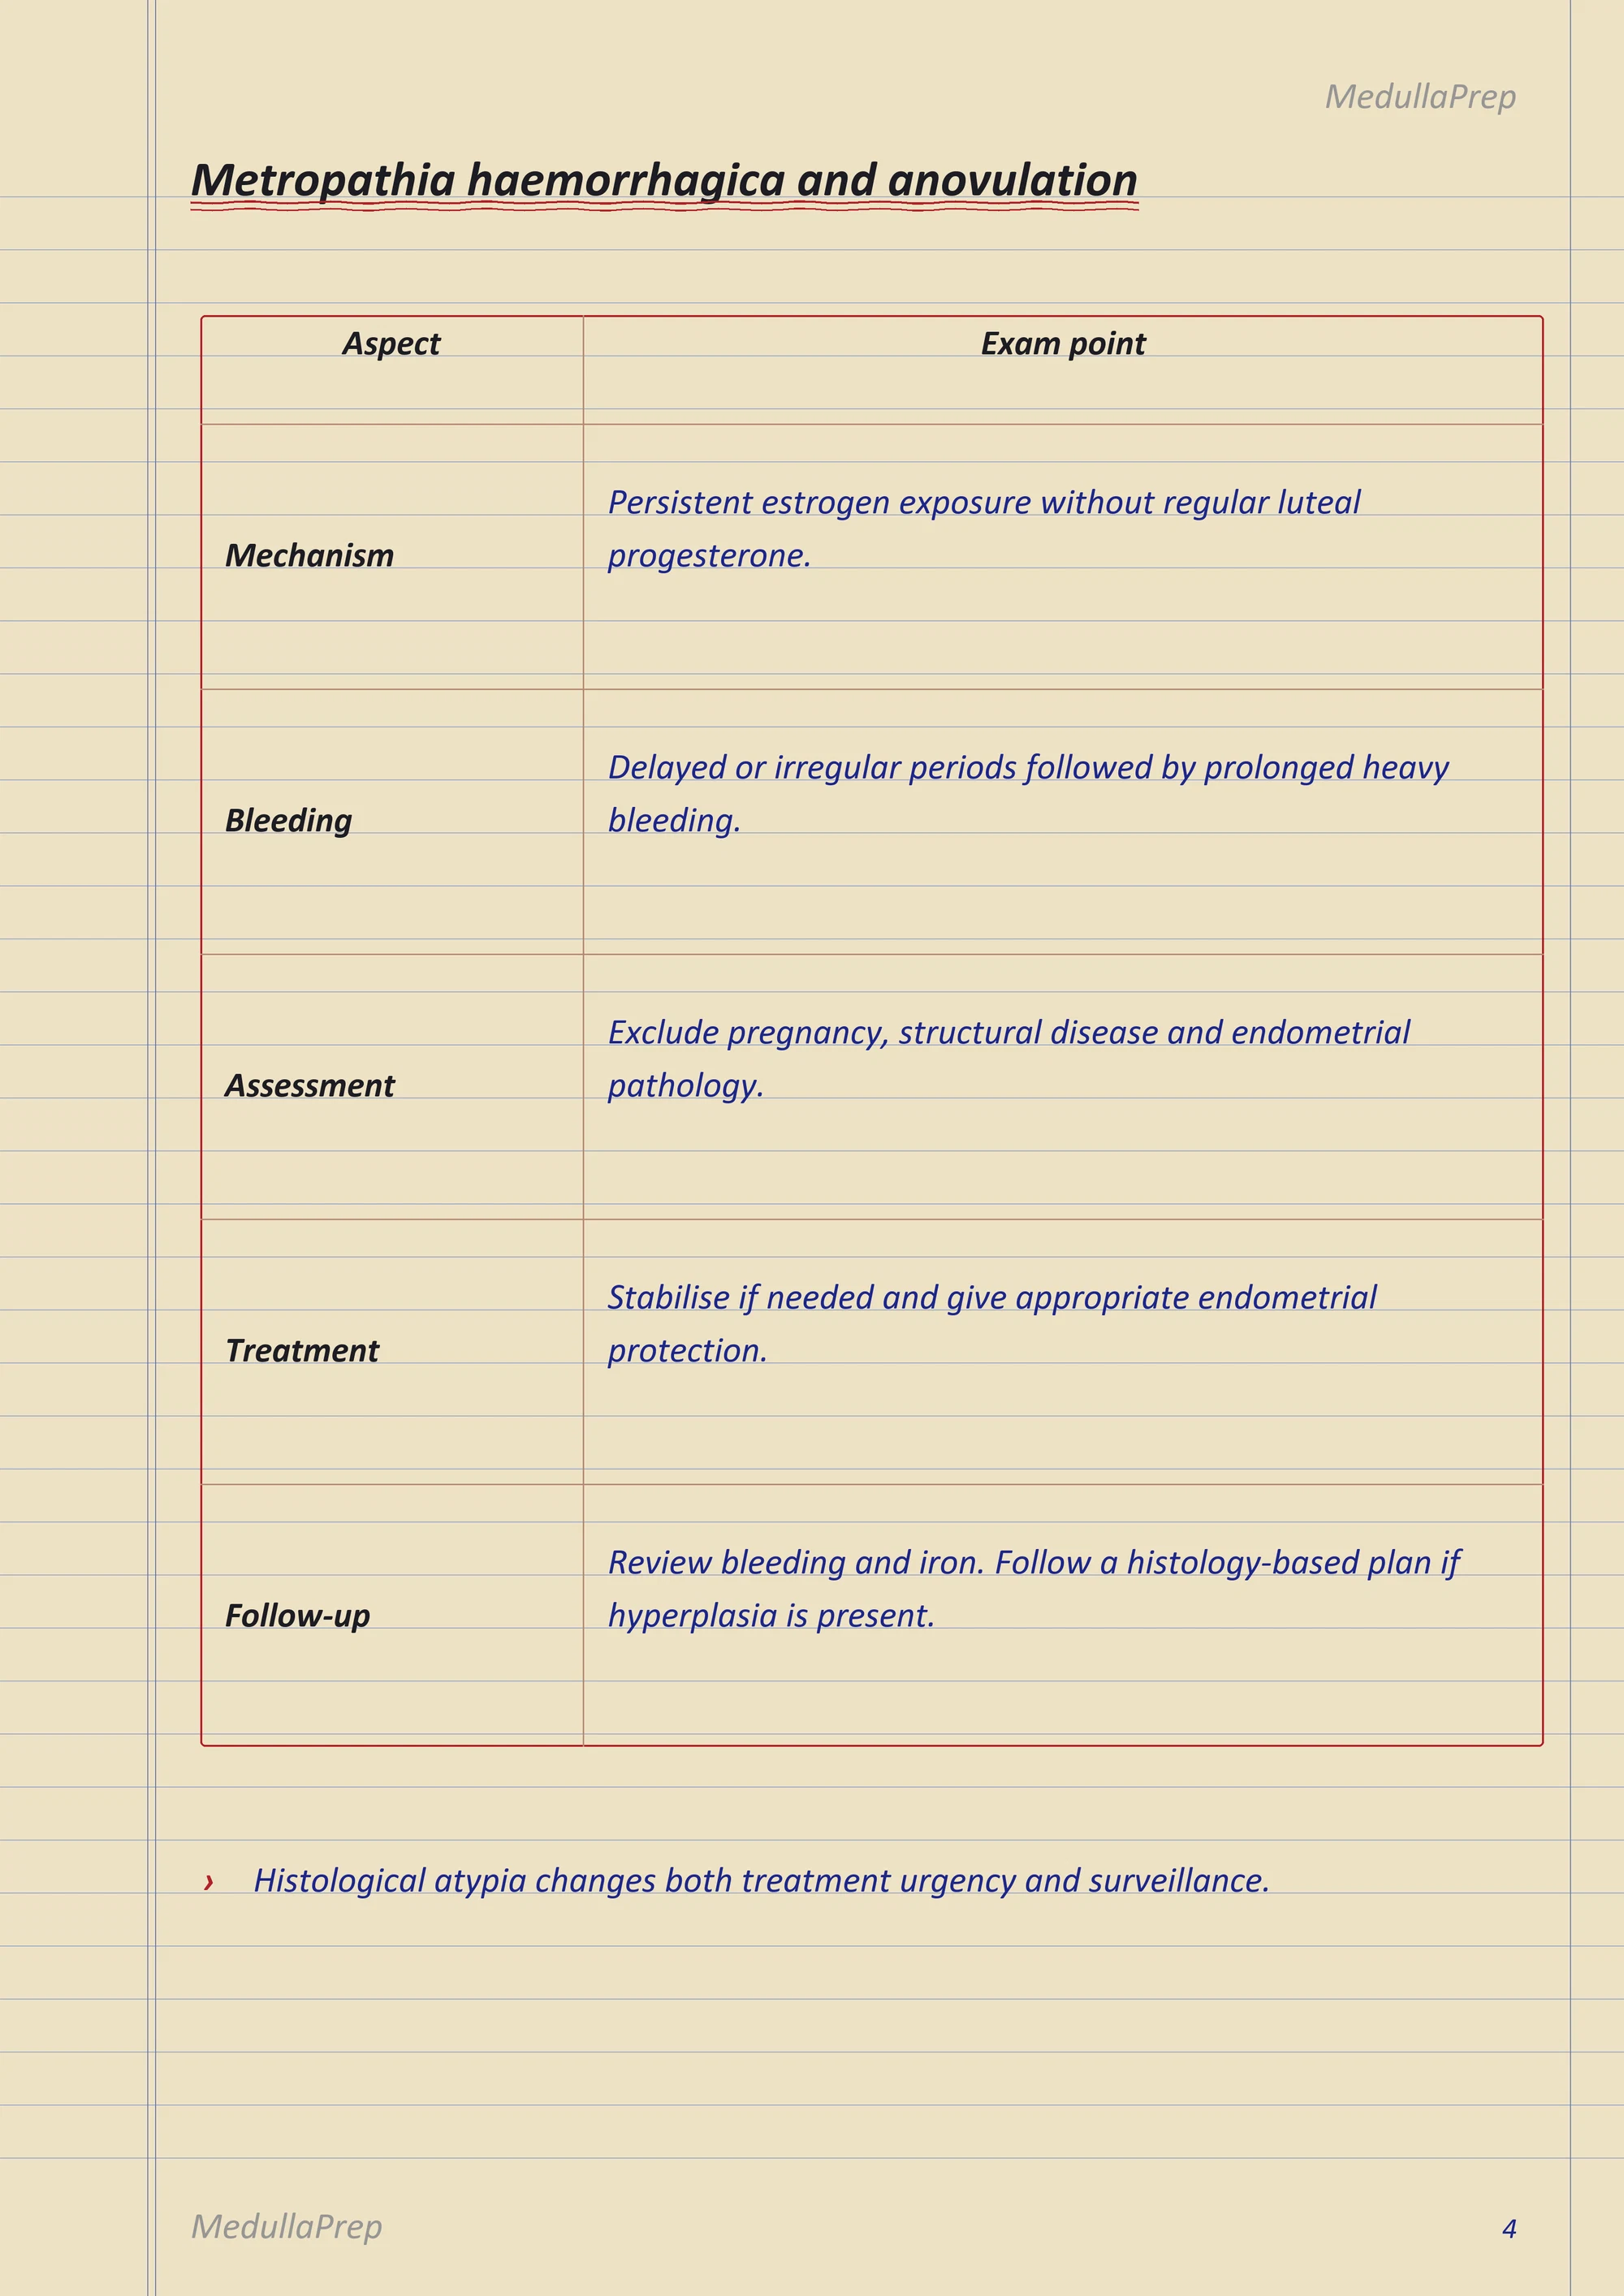 MedullaPrep
Metropathia haemorrhagica and anovulation
Aspect
Exam point
Mechanism
Persistent estrogen exposure without regular luteal
progesterone.
Bleeding
Delayed or irregular periods followed by prolonged heavy
bleeding.
Assessment
Exclude pregnancy, structural disease and endometrial
pathology.
Treatment
Stabilise if needed and give appropriate endometrial
protection.
Follow-up
Review bleeding and iron. Follow a histology-based plan if
hyperplasia is present.
› Histological atypia changes both treatment urgency and surveillance.
MedullaPrep
4